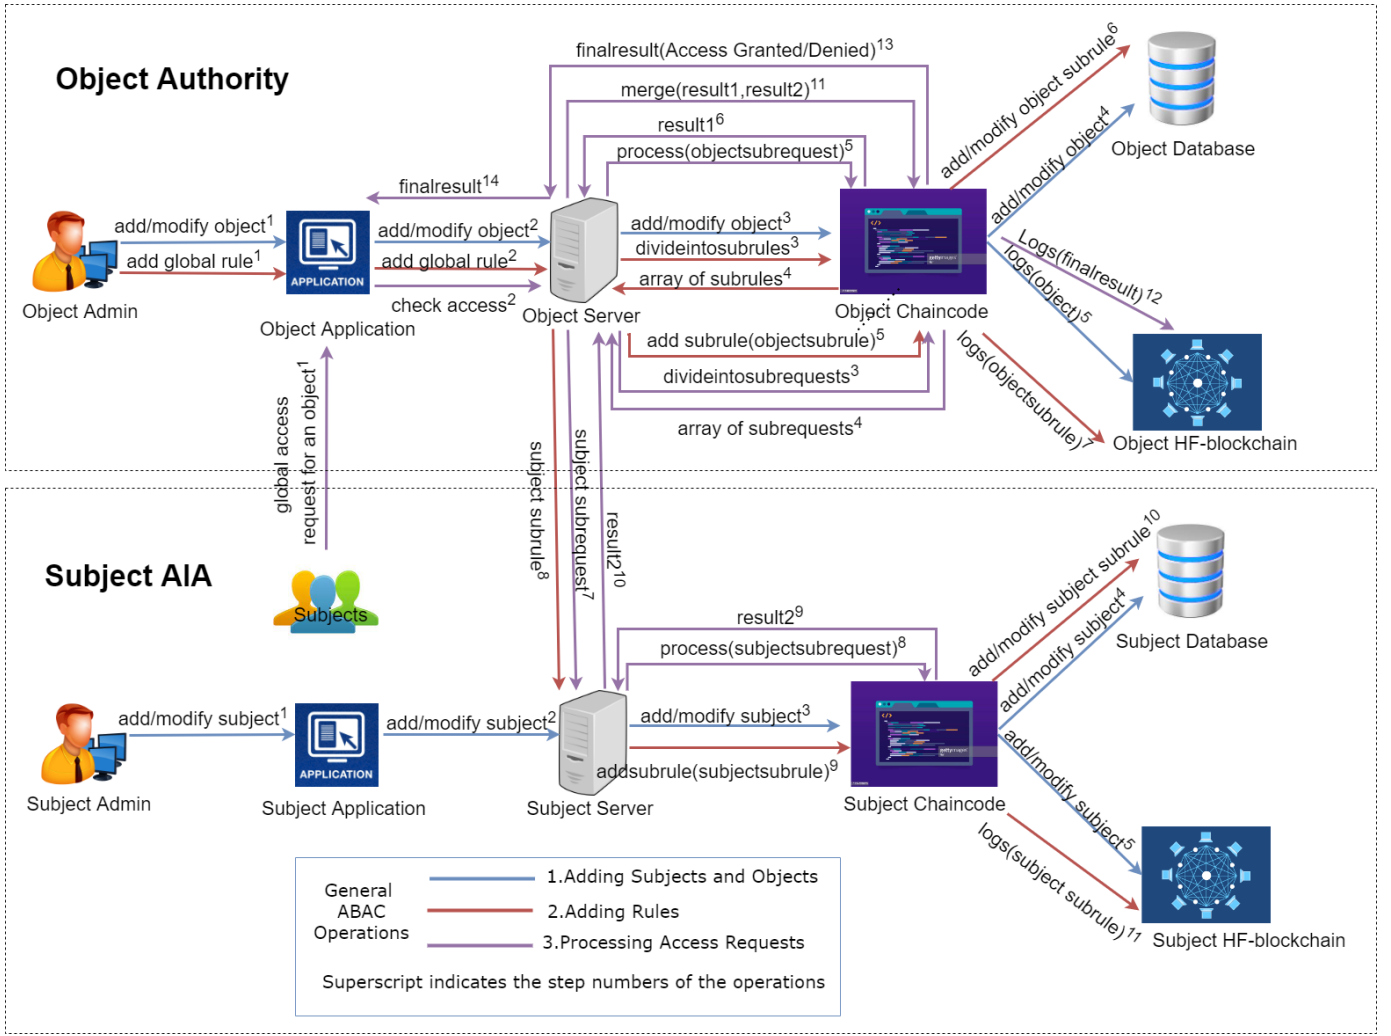 Object Authority
finalresult(Access Granted/Denied)13
merge(result1,result2)11
result16
process(objectsubrequest)5
finalresult14
add/modify object subrule6
add/modify object4
Object Database
add/modify object1
add global rule1
Object Admin
APPLICATION
Object Application
add/modify object2
add global rule2
check access2
Object Server
add/modify object3
divideintosubrules3
array of subrules4
Object Chaincode
add subrule(objectsubrule)5
divideintosubrequests3
array of subrequests4
Logs(finalresult)12
logs(object)5
logs(objectsubrule)7
Object HF-blockchain
global access
request for an object1
subject subrule8
subject subrequest7
result210
Subject AIA
Subjects
result29
process(subjectsubrequest)8
add/modify subject subrule10
add/modify subject4
Subject Database
add/modify subject1
Subject Admin
APPLICATION
Subject Application
add/modify subject2
Subject Server
add/modify subject3
addsubrule(subjectsubrule)9
Subject Chaincode
add/modify subject5
logs(subject subrule)11
Subject HF-blockchain
General
ABAC
Operations
1.Adding Subjects and Objects
2.Adding Rules
3.Processing Access Requests
Superscript indicates the step numbers of the operations